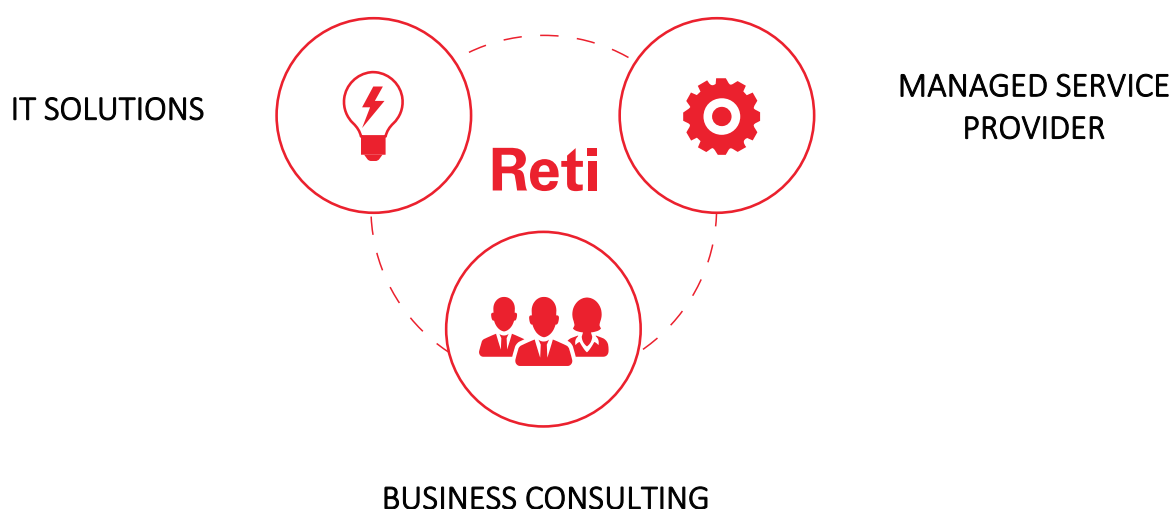 IT SOLUTIONS
MANAGED SERVICE
PROVIDER
Reti
BUSINESS CONSULTING